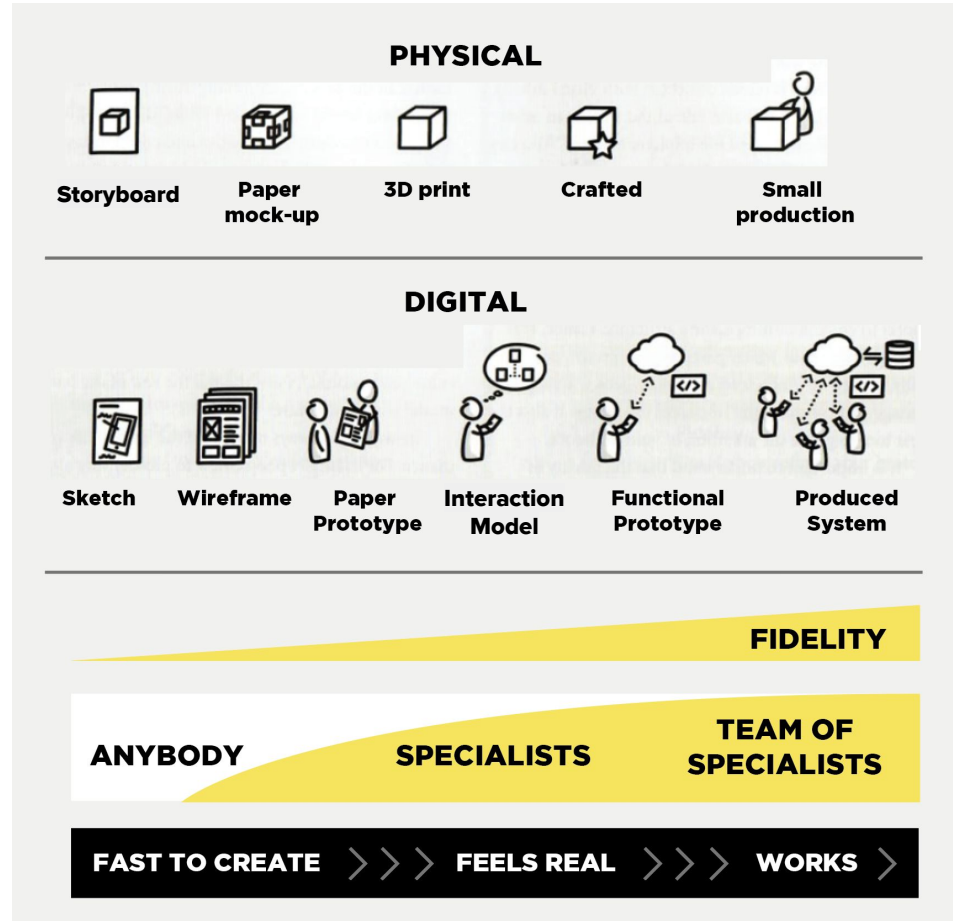 PHYSICAL
Storyboard
Paper
mock-up
3D print
Crafted
Small
production
DIGITAL
</>
</>
Sketch
Wireframe
Paper
Prototype
Interaction
Model
Functional
Prototype
Produced
System
FIDELITY
ANYBODY
SPECIALISTS
TEAM OF
SPECIALISTS
FAST TO CREATE
FEELS REAL
WORKS